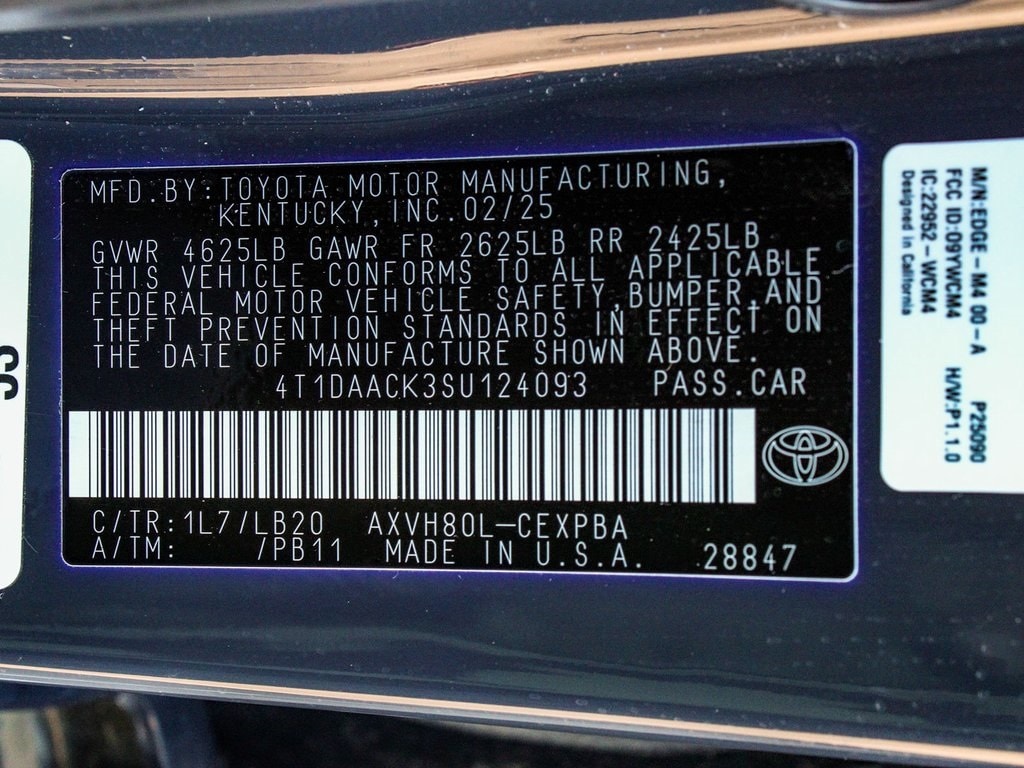 MFD.BY:TOYOTA MOTOR MANUFACTURING,
KENTUCKY,INC.02/25
GVWR 4625LB GAWR FR 2625LB RR 2425LB
THIS VEHICLE CONFORMS TO ALL APPLICABLE
FEDERAL MOTOR VEHICLE SAFETY,BUMPER,AND
THEFT PREVENTION STANDARDS IN EFFECT ON
THE DATE OF MANUFACTURE SHOWN ABOVE.
4T1DAACK3SU124093 PASS.CAR
C/TR:1L7/LB20 AXVH80L-CEXPBA
A/TM: /PB11 MADE IN U.S.A. 28847
M/N:EDGE-M4 00-A P25090
FCC ID:O9YWCM4 H/W:P1.1.0
IC:22952-WCM4
Designed in California